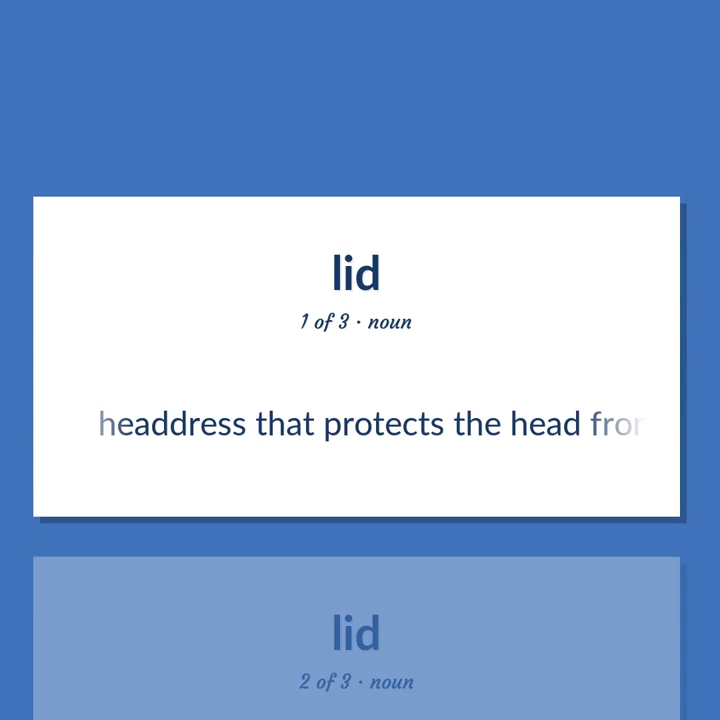 lid
1 of 3 · noun
headdress that protects the head
lid
2 of 3 · noun